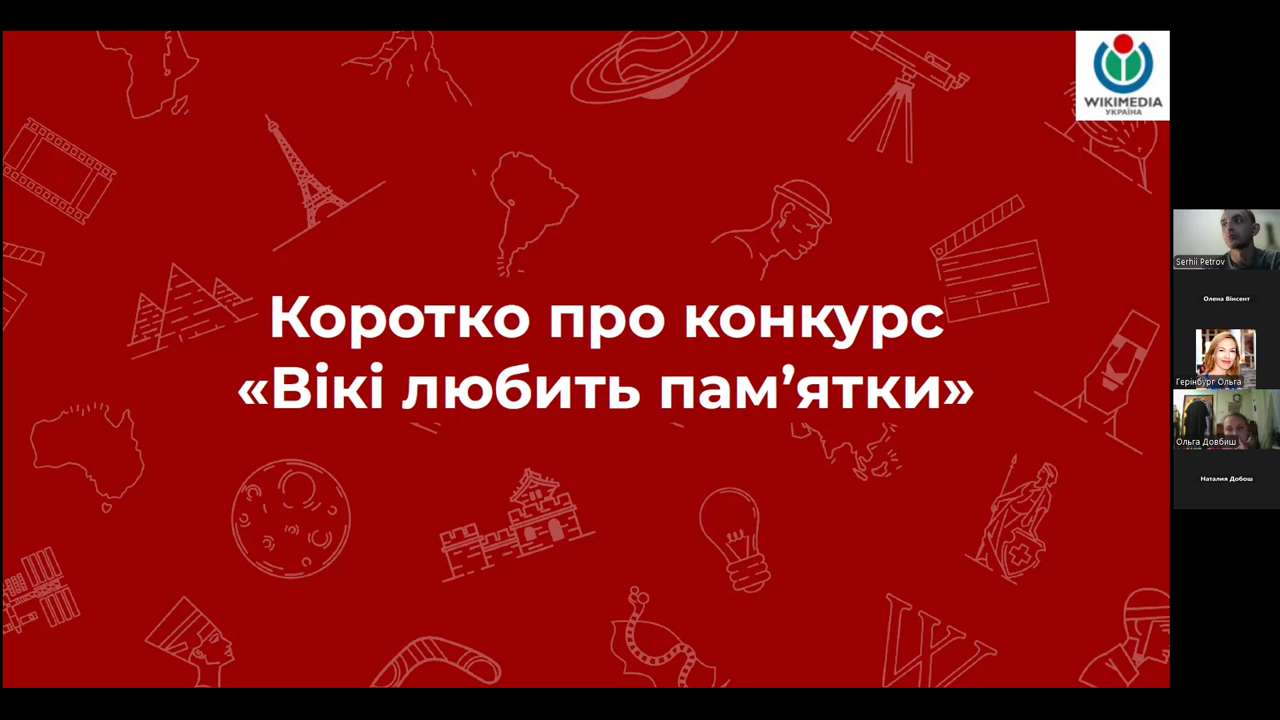 WIKIMEDIA
УКРАЇНА
Коротко про конкурс
«Вікі любить пам’ятки»
Serhii Petrov
Олена Вінсент
Герінбург Ольга
Ольга Довбиш
Наталия Добош